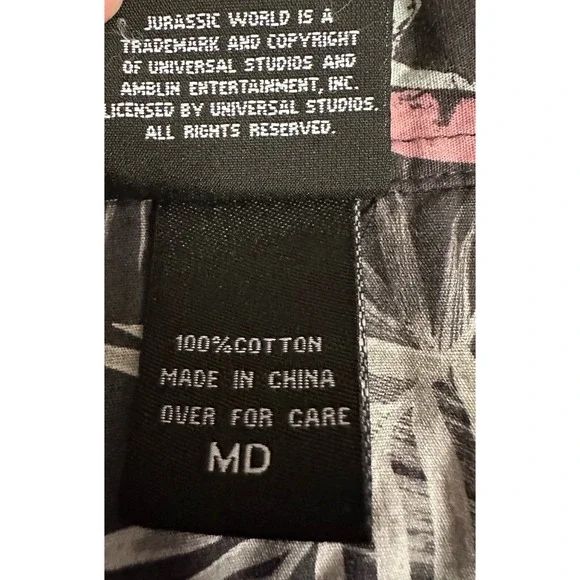 JURASSIC WORLD IS A
TRADEMARK AND COPYRIGHT
OF UNIVERSAL STUDIOS AND
AMBLIN ENTERTAINMENT, INC.
LICENSED BY UNIVERSAL STUDIOS.
ALL RIGHTS RESERVED.
100%COTTON
MADE IN CHINA
OVER FOR CARE
MD